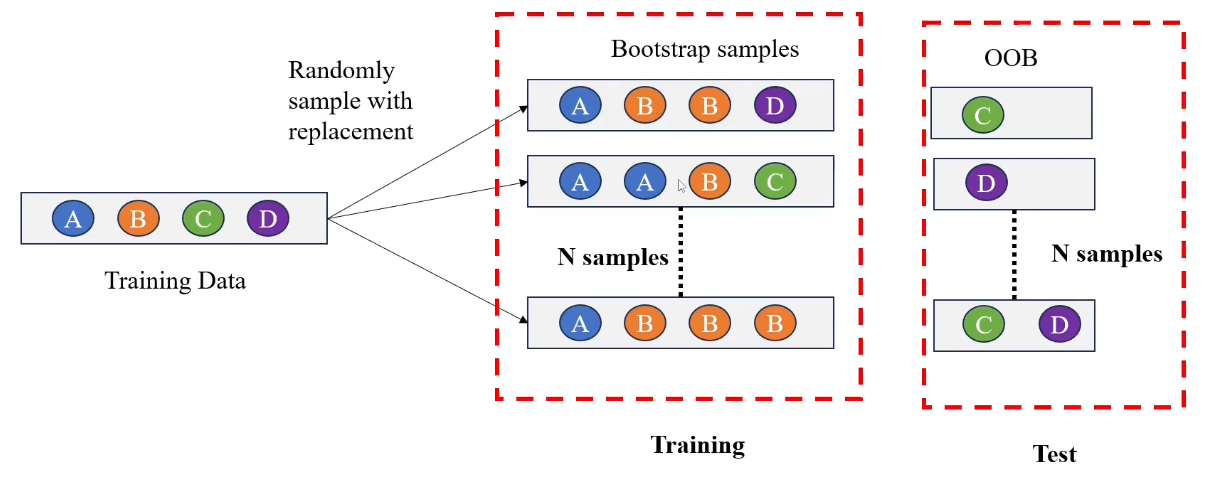 Bootstrap samples
OOB
Randomly
sample with
replacement
A B B D
C
A A B C
D
A B C D
Training Data
N samples
N samples
A B B B
C D
Training
Test